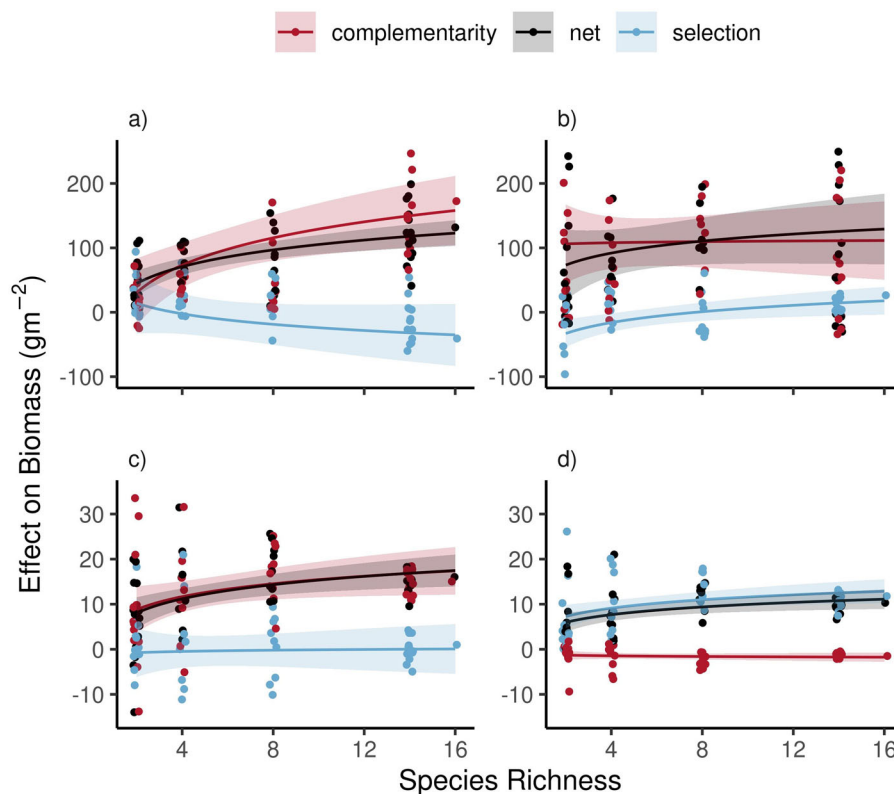 complementarity net selection
a) b)
200 200
100 100
0 0
-100 -100
Effect on Biomass (gm⁻²)
c) d)
30 30
20 20
10 10
0 0
-10 -10
4 8 12 16 4 8 12 16
Species Richness